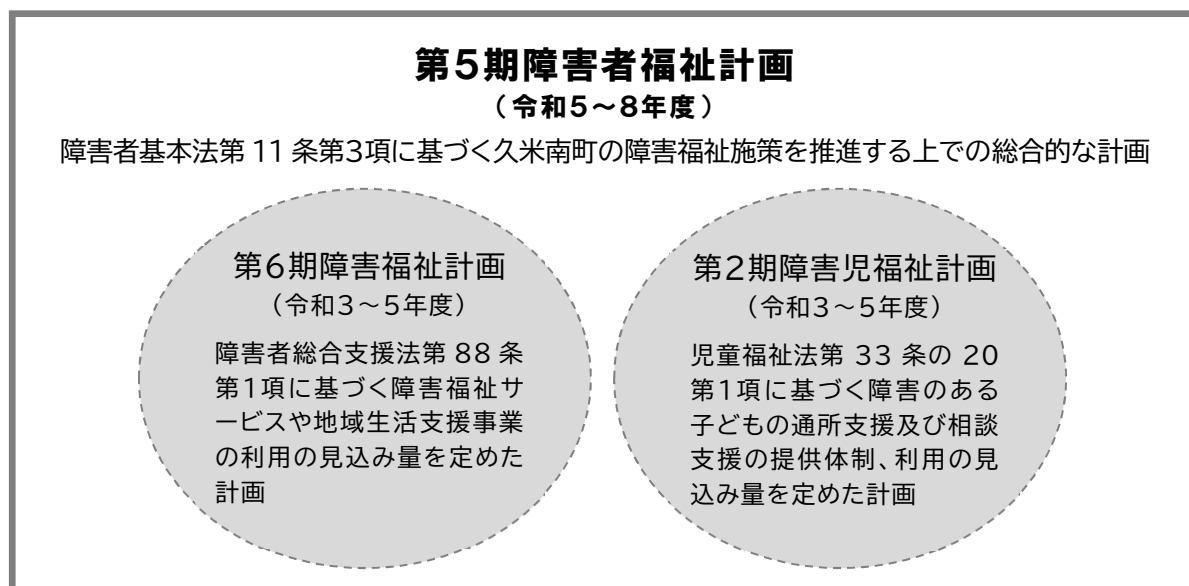 第5期障害者福祉計画
(令和5～8年度)
障害者基本法第 11 条第3項に基づく久米南町の障害福祉施策を推進する上での総合的な計画
第6期障害福祉計画
(令和3～5年度)
障害者総合支援法第 88 条
第1項に基づく障害福祉サ
ービスや地域生活支援事業
の利用の見込み量を定めた
計画
第2期障害児福祉計画
(令和3～5年度)
児童福祉法第 33 条の 20
第1項に基づく障害のある
子どもの通所支援及び相談
支援の提供体制、利用の見
込み量を定めた計画